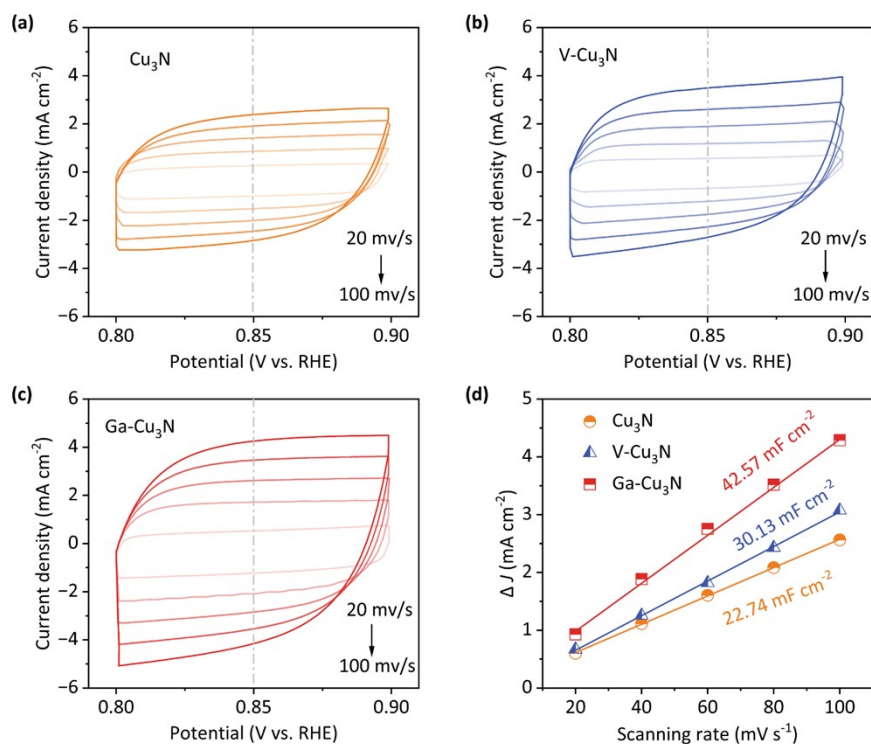 (a)
Cu₃N
6
4
2
0
−2
−4
−6
Current density (mA cm⁻²)
20 mv/s
100 mv/s
0.80
0.85
0.90
Potential (V vs. RHE)
(b)
V-Cu₃N
6
4
2
0
−2
−4
−6
Current density (mA cm⁻²)
20 mv/s
100 mv/s
0.80
0.85
0.90
Potential (V vs. RHE)
(c)
Ga-Cu₃N
6
4
2
0
−2
−4
−6
Current density (mA cm⁻²)
20 mv/s
100 mv/s
0.80
0.85
0.90
Potential (V vs. RHE)
(d)
5
4
3
2
1
0
Δ J (mA cm⁻²)
Cu₃N
V-Cu₃N
Ga-Cu₃N
42.57 mF cm⁻²
30.13 mF cm⁻²
22.74 mF cm⁻²
20
40
60
80
100
Scanning rate (mV s⁻¹)